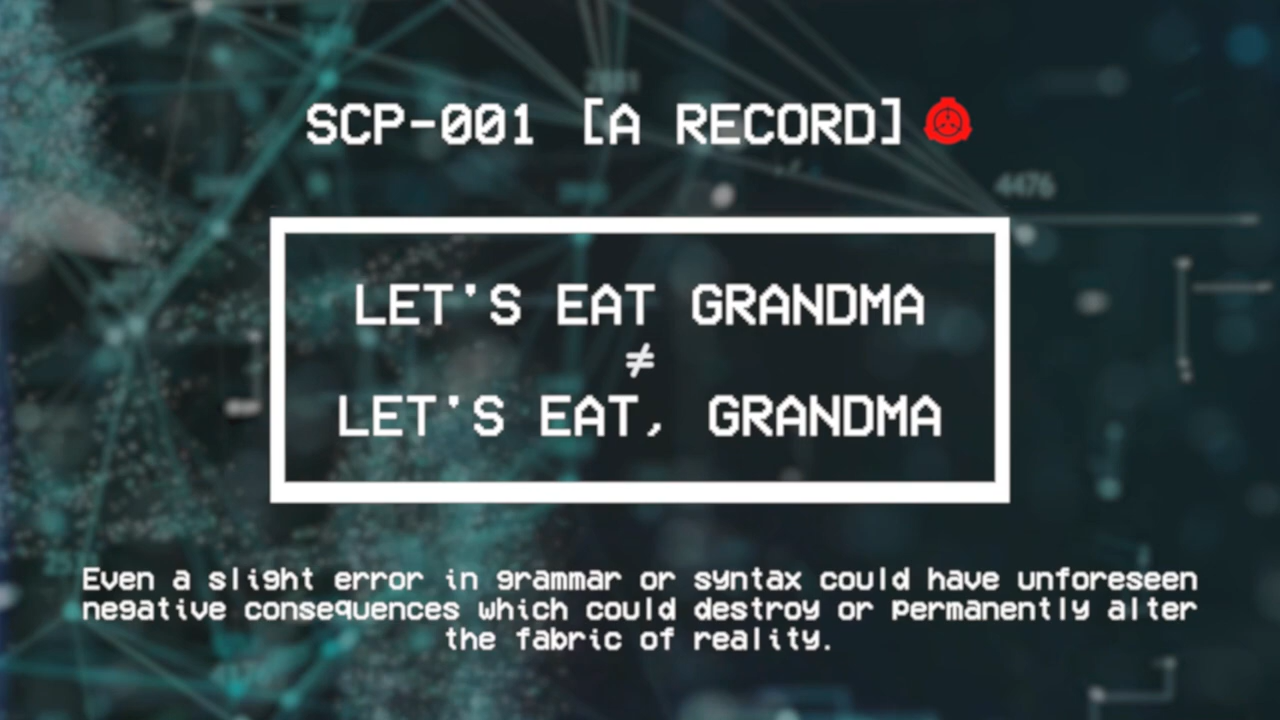 SCP-001 [A RECORD]
4476
LET'S EAT GRANDMA
≠
LET'S EAT, GRANDMA
Even a slight error in grammar or syntax could have unforeseen
negative consequences which could destroy or permanently alter
the fabric of reality.